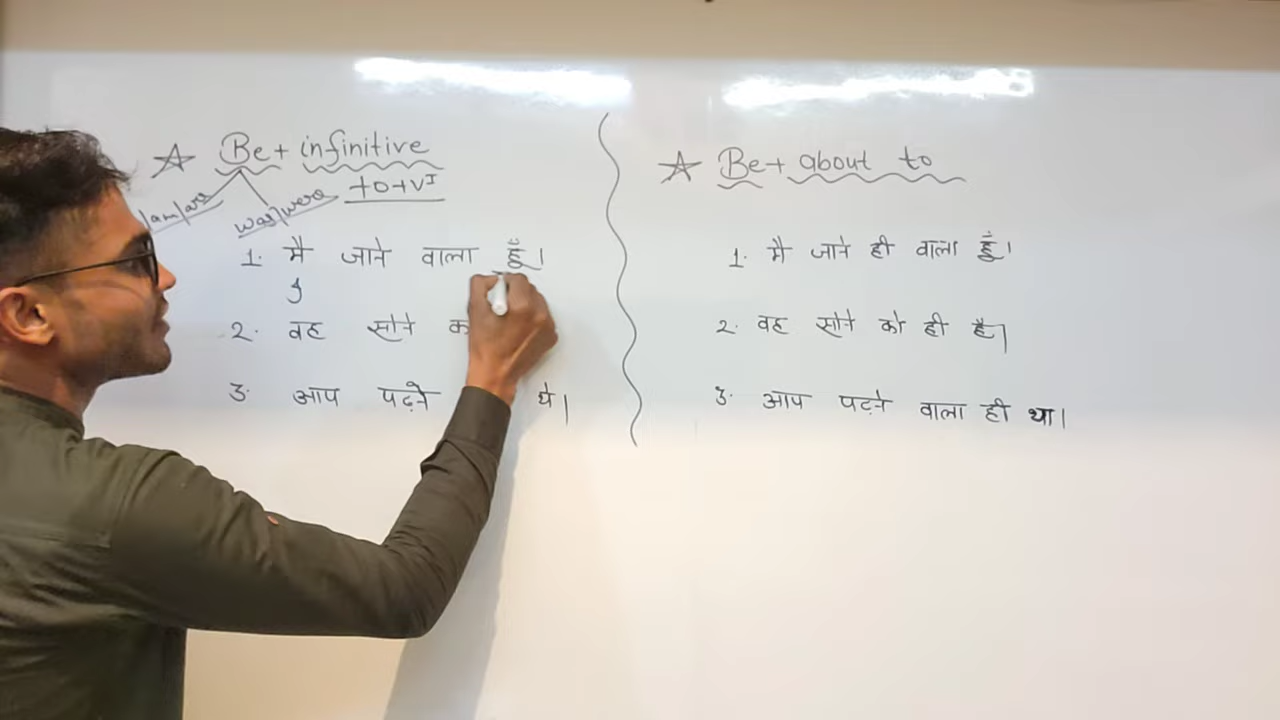 ☆ Be + infinitive
am/are was/were to+VI
1. मै जाने वाला हूँ।
2. वह सोने
3. आप पढ़ने थे।
☆ Be + about to
1. मै जाने ही वाला हूँ।
2. वह सोने को ही है।
3. आप पढ़ने वाला ही था।